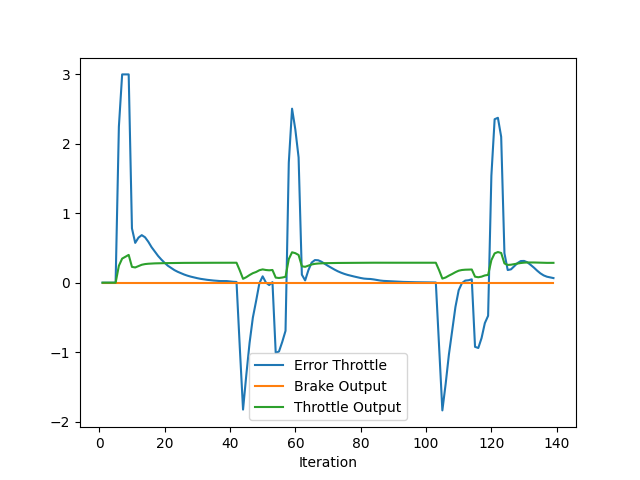 3
2
1
0
−1
−2
Error Throttle
Brake Output
Throttle Output
0 20 40 60 80 100 120 140
Iteration